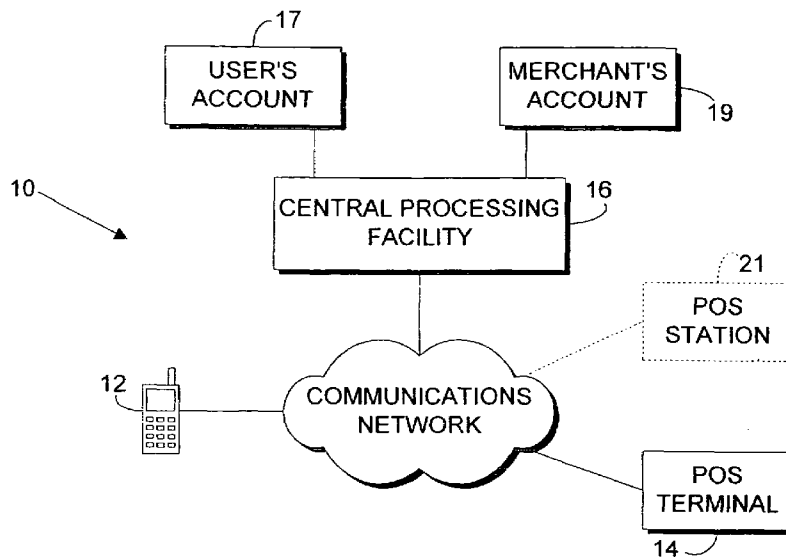 17
USER'S
ACCOUNT
MERCHANT'S
ACCOUNT
19
10
CENTRAL PROCESSING
FACILITY
16
21
POS
STATION
12
COMMUNICATIONS
NETWORK
POS
TERMINAL
14